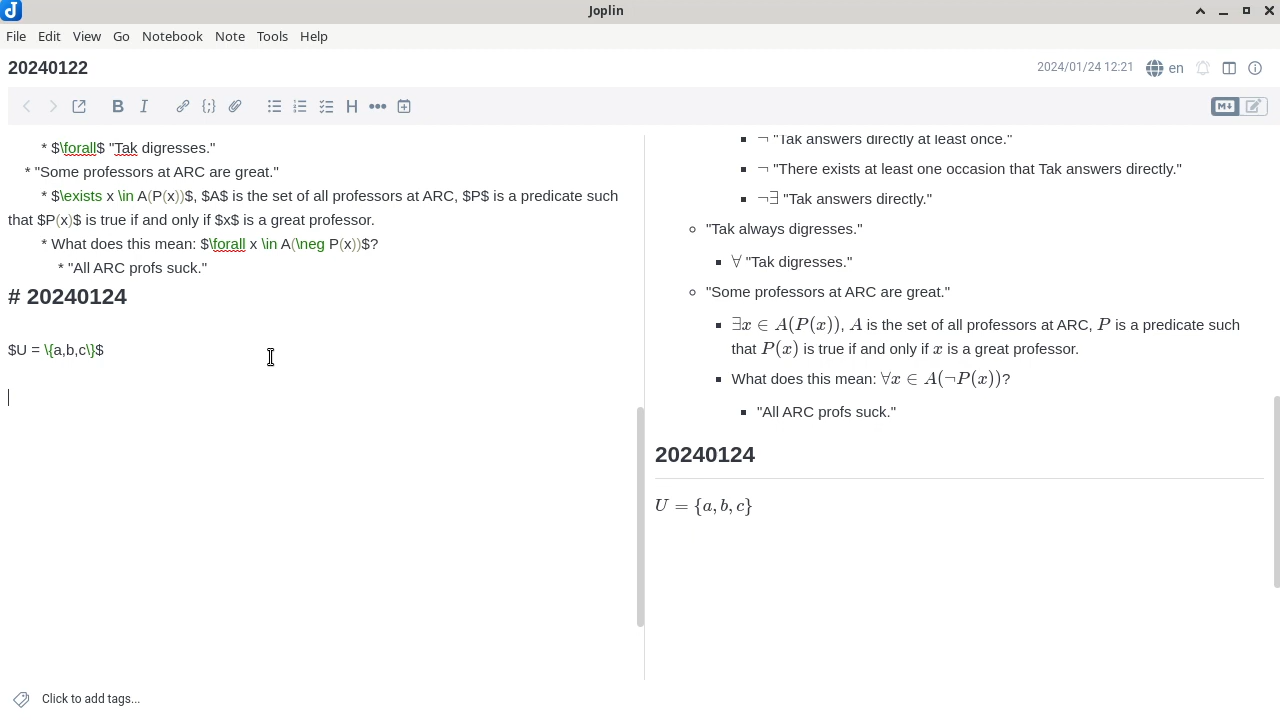 Joplin
File Edit View Go Notebook Note Tools Help
20240122
2024/01/24 12:21 en
B I {;} H ••• M
* $\forall$ "Tak digresses."
* "Some professors at ARC are great."
* $\exists x \in A(P(x))$, $A$ is the set of all professors at ARC, $P$ is a predicate such
that $P(x)$ is true if and only if $x$ is a great professor.
* What does this mean: $\forall x \in A(\neg P(x))$?
* "All ARC profs suck."
# 20240124
$U = \{a,b,c\}$
▪ ¬ "Tak answers directly at least once."
▪ ¬ "There exists at least one occasion that Tak answers directly."
▪ ¬∃ "Tak answers directly."
○ "Tak always digresses."
▪ ∀ "Tak digresses."
○ "Some professors at ARC are great."
▪ ∃x ∈ A(P(x)), A is the set of all professors at ARC, P is a predicate such
that P(x) is true if and only if x is a great professor.
▪ What does this mean: ∀x ∈ A(¬P(x))?
▪ "All ARC profs suck."
20240124
U = {a, b, c}
Click to add tags...